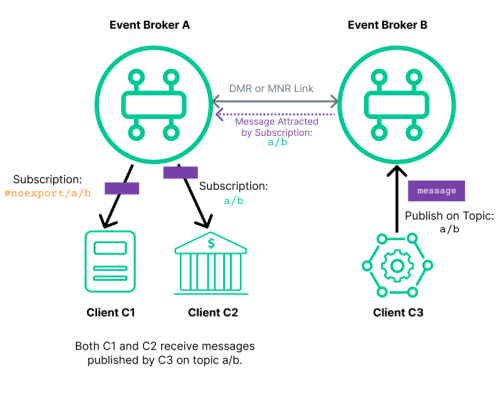 Event Broker A
Event Broker B
DMR or MNR Link
Message Attracted
by Subscription:
a/b
Subscription:
#noexport/a/b
Subscription:
a/b
message
Publish on Topic:
a/b
$
Client C1
Client C2
Client C3
Both C1 and C2 receive messages
published by C3 on topic a/b.